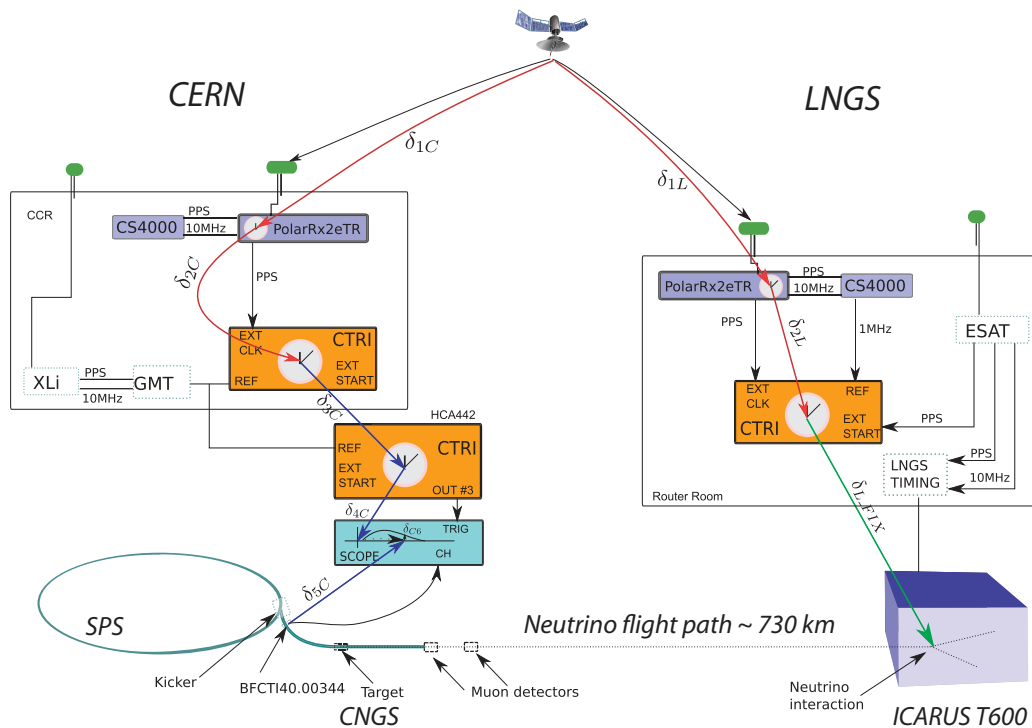 CERN
LNGS
δ1C
δ1L
CCR
CS4000
PPS
10MHz
PolarRx2eTR
δ2C
PPS
EXT
CLK
CTRI
EXT
START
REF
XLi
PPS
10MHz
GMT
δ3C
HCA442
REF
CTRI
EXT
START
OUT #3
δ4C
δC6
TRIG
SCOPE
CH
δ5C
PolarRx2eTR
PPS
10MHz
CS4000
PPS
δ2L
1MHz
ESAT
EXT
CLK
REF
CTRI
EXT
START
PPS
PPS
LNGS
TIMING
10MHz
Router Room
δL_FIX
SPS
Neutrino flight path ~ 730 km
Kicker
BFCTI40.00344
Target
Muon detectors
CNGS
Neutrino
interaction
ICARUS T600